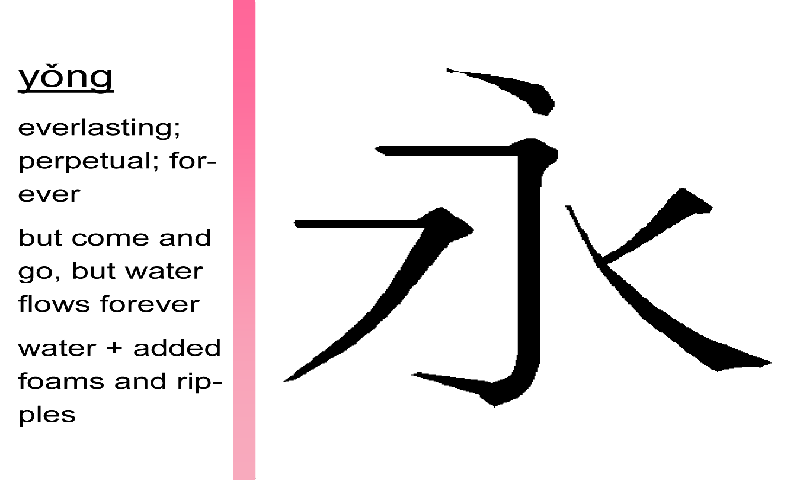 yǒng
everlasting;
perpetual; for-
ever
but come and
go, but water
flows forever
water + added
foams and rip-
ples
永